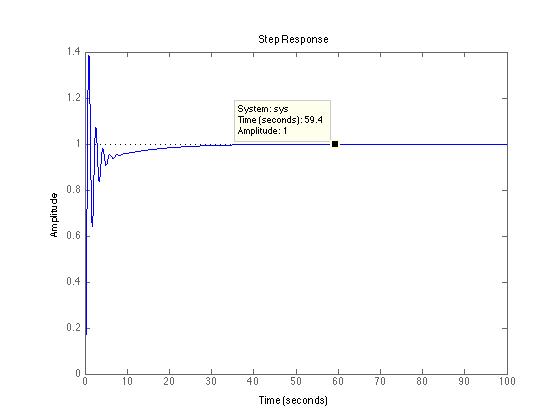 Step Response
1.4
1.2
1
0.8
0.6
0.4
0.2
0
System: sys
Time (seconds): 59.4
Amplitude: 1
Amplitude
0 10 20 30 40 50 60 70 80 90 100
Time (seconds)